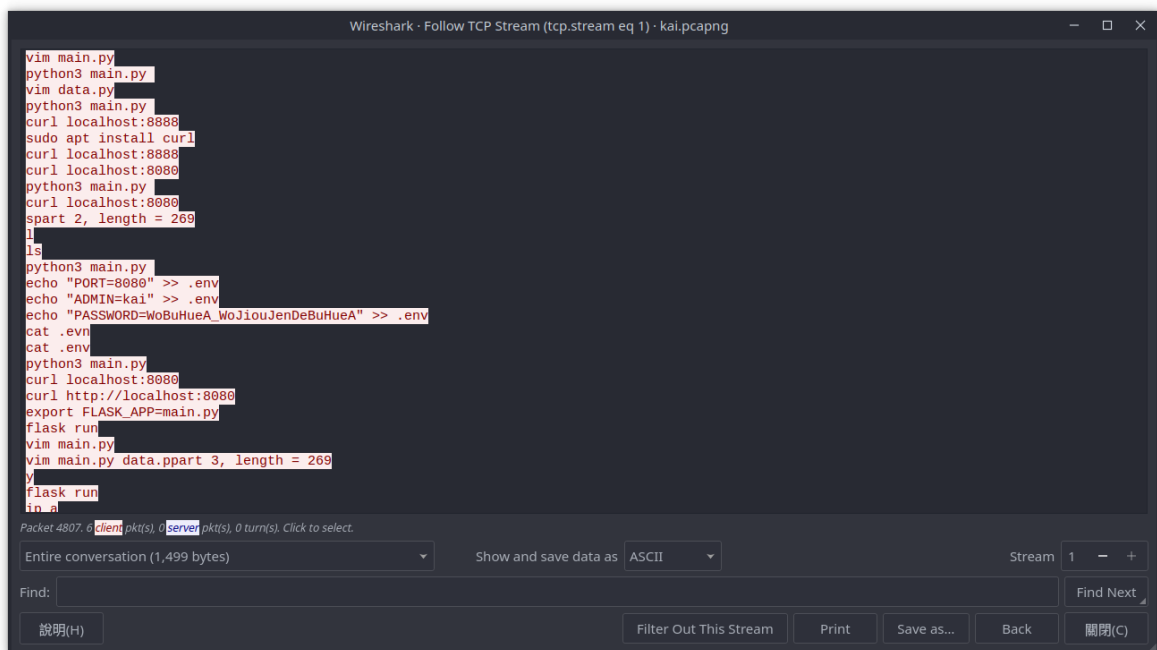 Wireshark · Follow TCP Stream (tcp.stream eq 1) · kai.pcapng
vim main.py
python3 main.py
vim data.py
python3 main.py
curl localhost:8888
sudo apt install curl
curl localhost:8888
curl localhost:8080
python3 main.py
curl localhost:8080
spart 2, length = 269
l
ls
python3 main.py
echo "PORT=8080" >> .env
echo "ADMIN=kai" >> .env
echo "PASSWORD=WoBuHueA_WoJiouJenDeBuHueA" >> .env
cat .evn
cat .env
python3 main.py
curl localhost:8080
curl http://localhost:8080
export FLASK_APP=main.py
flask run
vim main.py
vim main.py data.ppart 3, length = 269
y
flask run
ip a
Packet 4807. 6 client pkt(s), 0 server pkt(s), 0 turn(s). Click to select.
Entire conversation (1,499 bytes) Show and save data as ASCII Stream 1
Find: Find Next
說明(H) Filter Out This Stream Print Save as… Back 關閉(C)